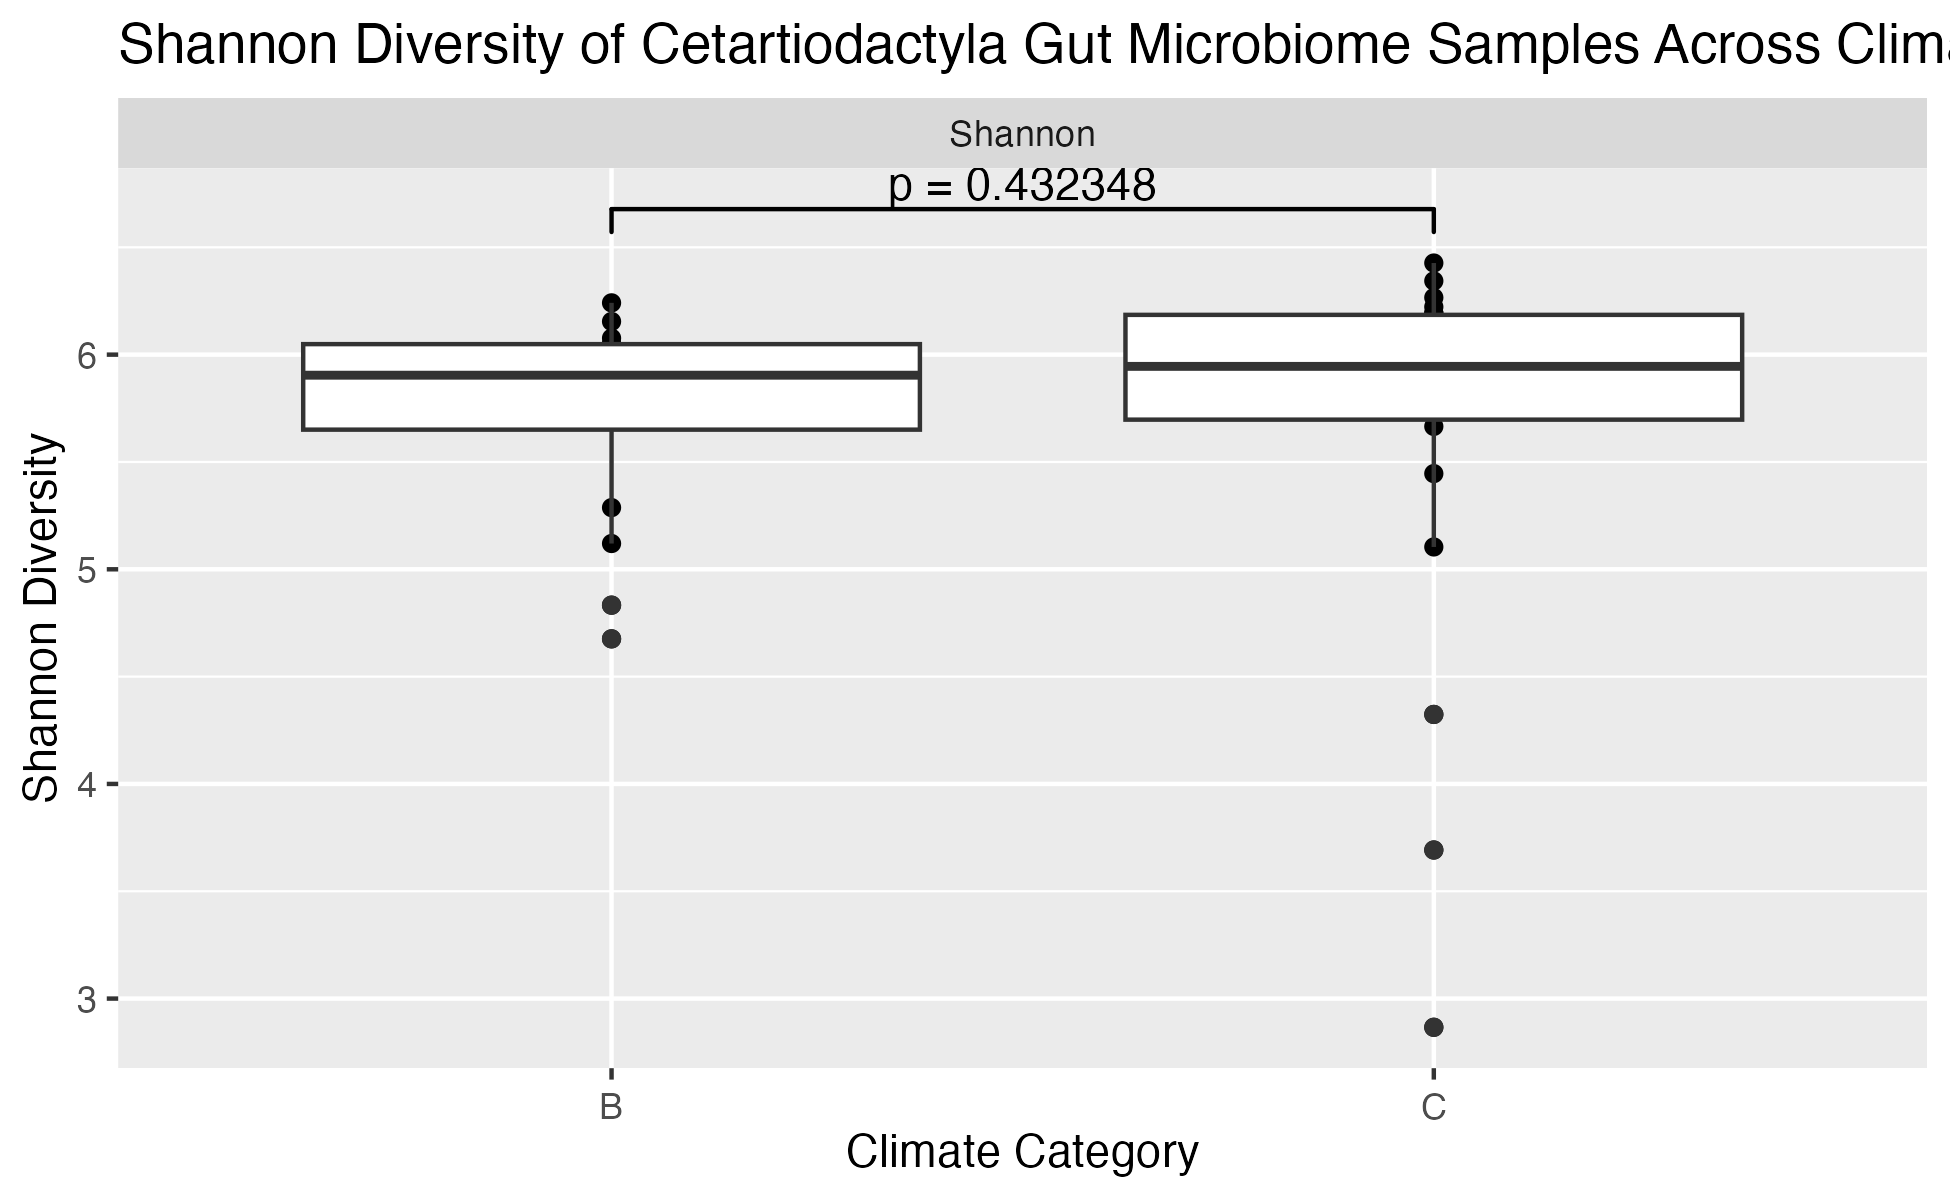 Shannon Diversity of Cetartiodactyla Gut Microbiome Samples Across Clima
Shannon
p = 0.432348
Shannon Diversity
6
5
4
3
B
C
Climate Category